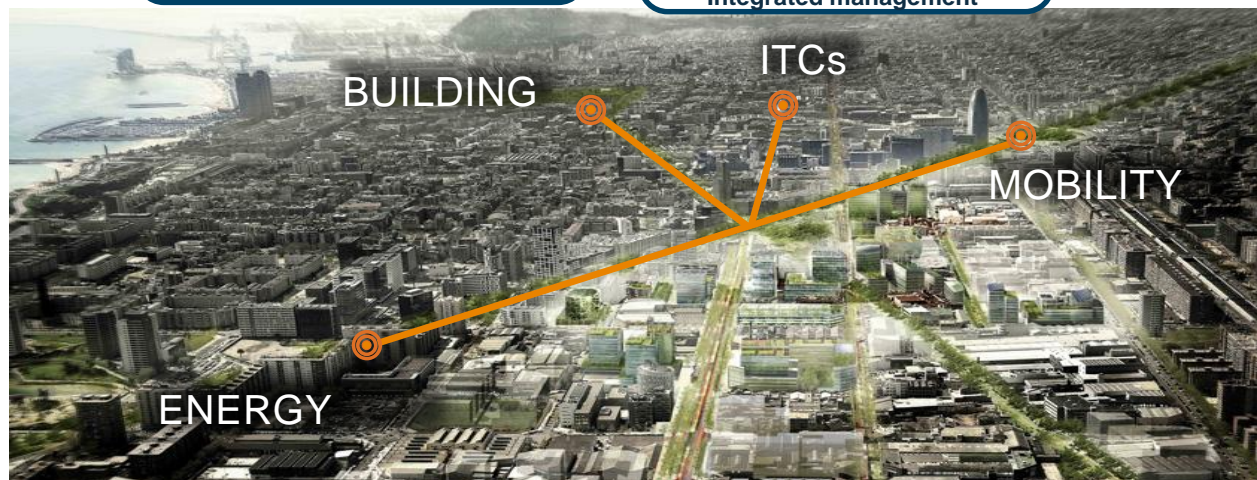 Integrated management
ITCs
BUILDING
MOBILITY
ENERGY